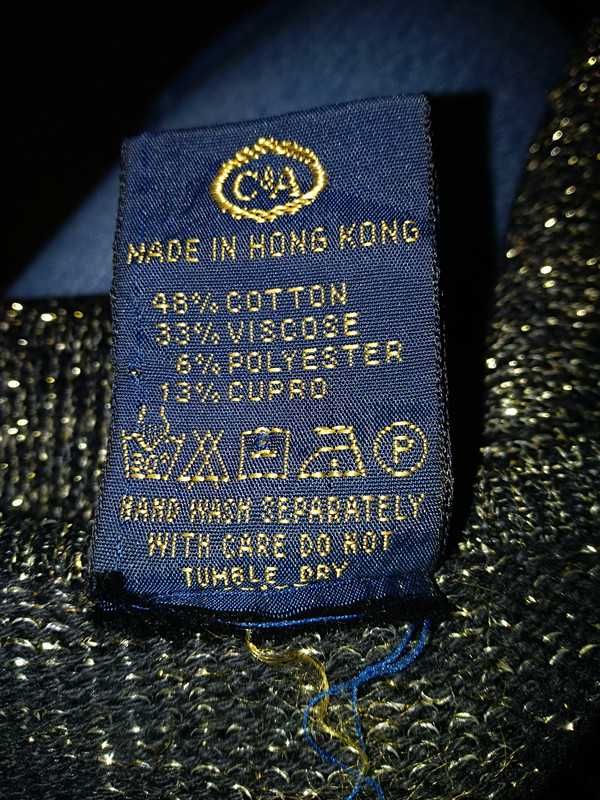 C&A
MADE IN HONG KONG
48% COTTON
33% VISCOSE
6% POLYESTER
13% CUPRO
P
HAND WASH SEPARATELY
WITH CARE DO NOT
TUMBLE DRY